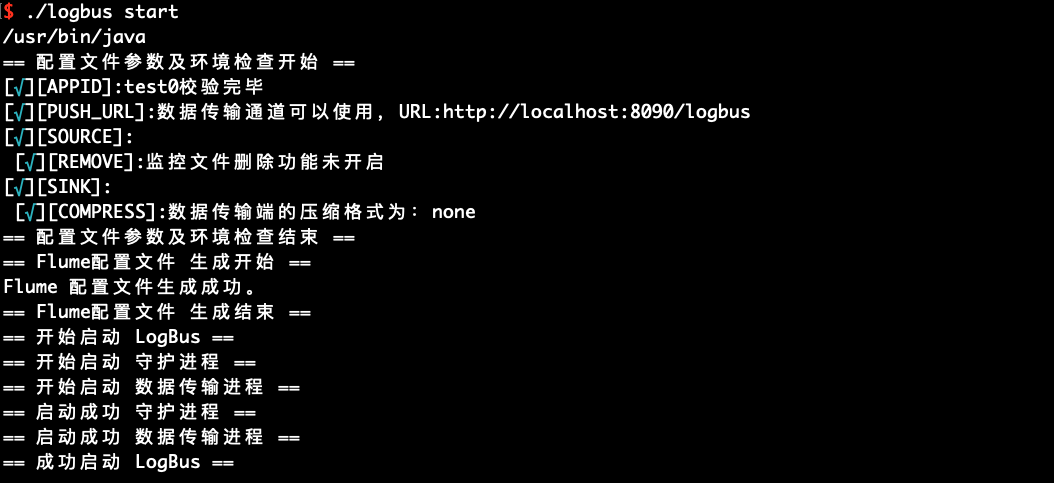 $ ./logbus start
/usr/bin/java
== 配置文件参数及环境检查开始 ==
[√][APPID]:test0校验完毕
[√][PUSH_URL]:数据传输通道可以使用，URL:http://localhost:8090/logbus
[√][SOURCE]:
[√][REMOVE]:监控文件删除功能未开启
[√][SINK]:
[√][COMPRESS]:数据传输端的压缩格式为：none
== 配置文件参数及环境检查结束 ==
== Flume配置文件 生成开始 ==
Flume 配置文件生成成功。
== Flume配置文件 生成结束 ==
== 开始启动 LogBus ==
== 开始启动 守护进程 ==
== 开始启动 数据传输进程 ==
== 启动成功 守护进程 ==
== 启动成功 数据传输进程 ==
== 成功启动 LogBus ==